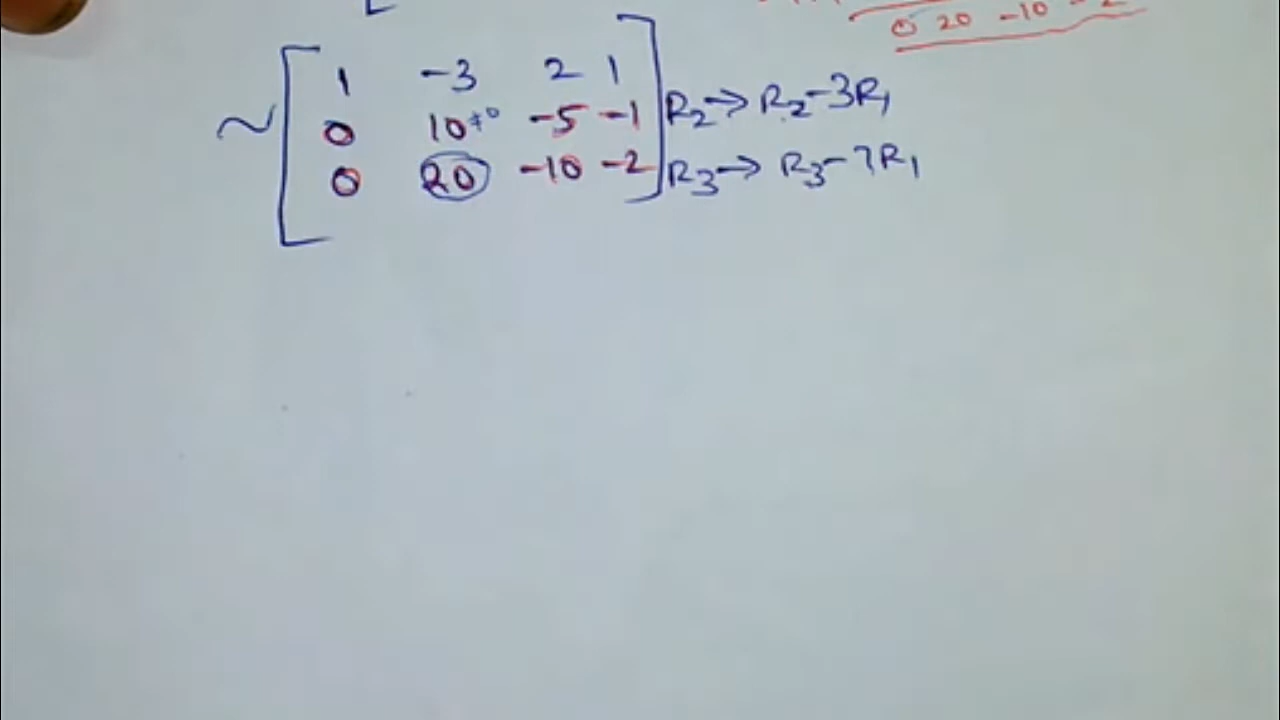 0 20 -10 -2
1 -3 2 1
~ 0 10≠0 -5 -1 R₂→ R₂-3R₁
0 20 -10 -2 R₃→ R₃-7R₁